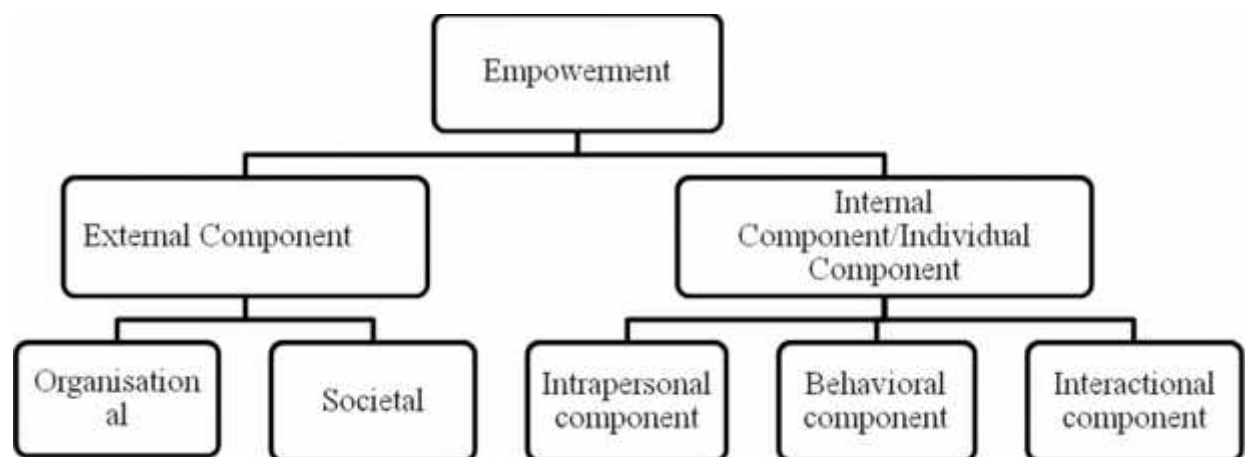 Empowerment
External Component
Internal
Component/Individual
Component
Organisation
al
Societal
Intrapersonal
component
Behavioral
component
Interactional
component